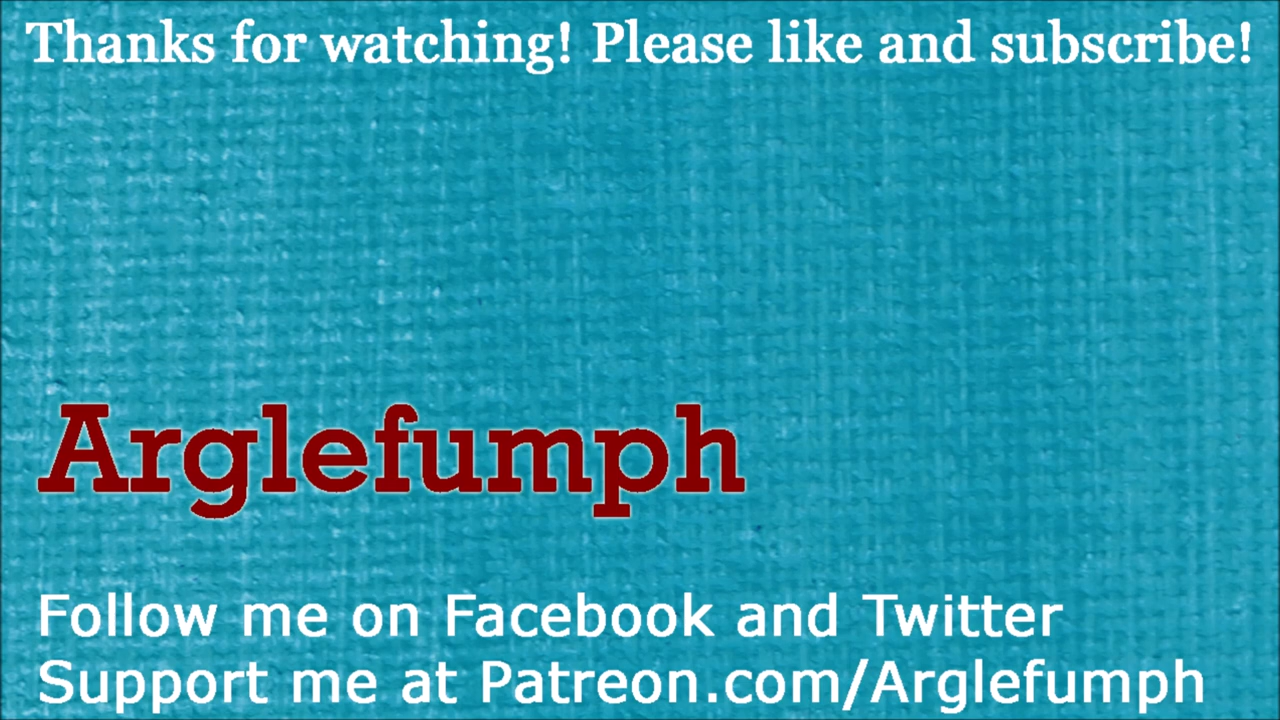 Thanks for watching! Please like and subscribe!
Arglefumph
Follow me on Facebook and Twitter
Support me at Patreon.com/Arglefumph